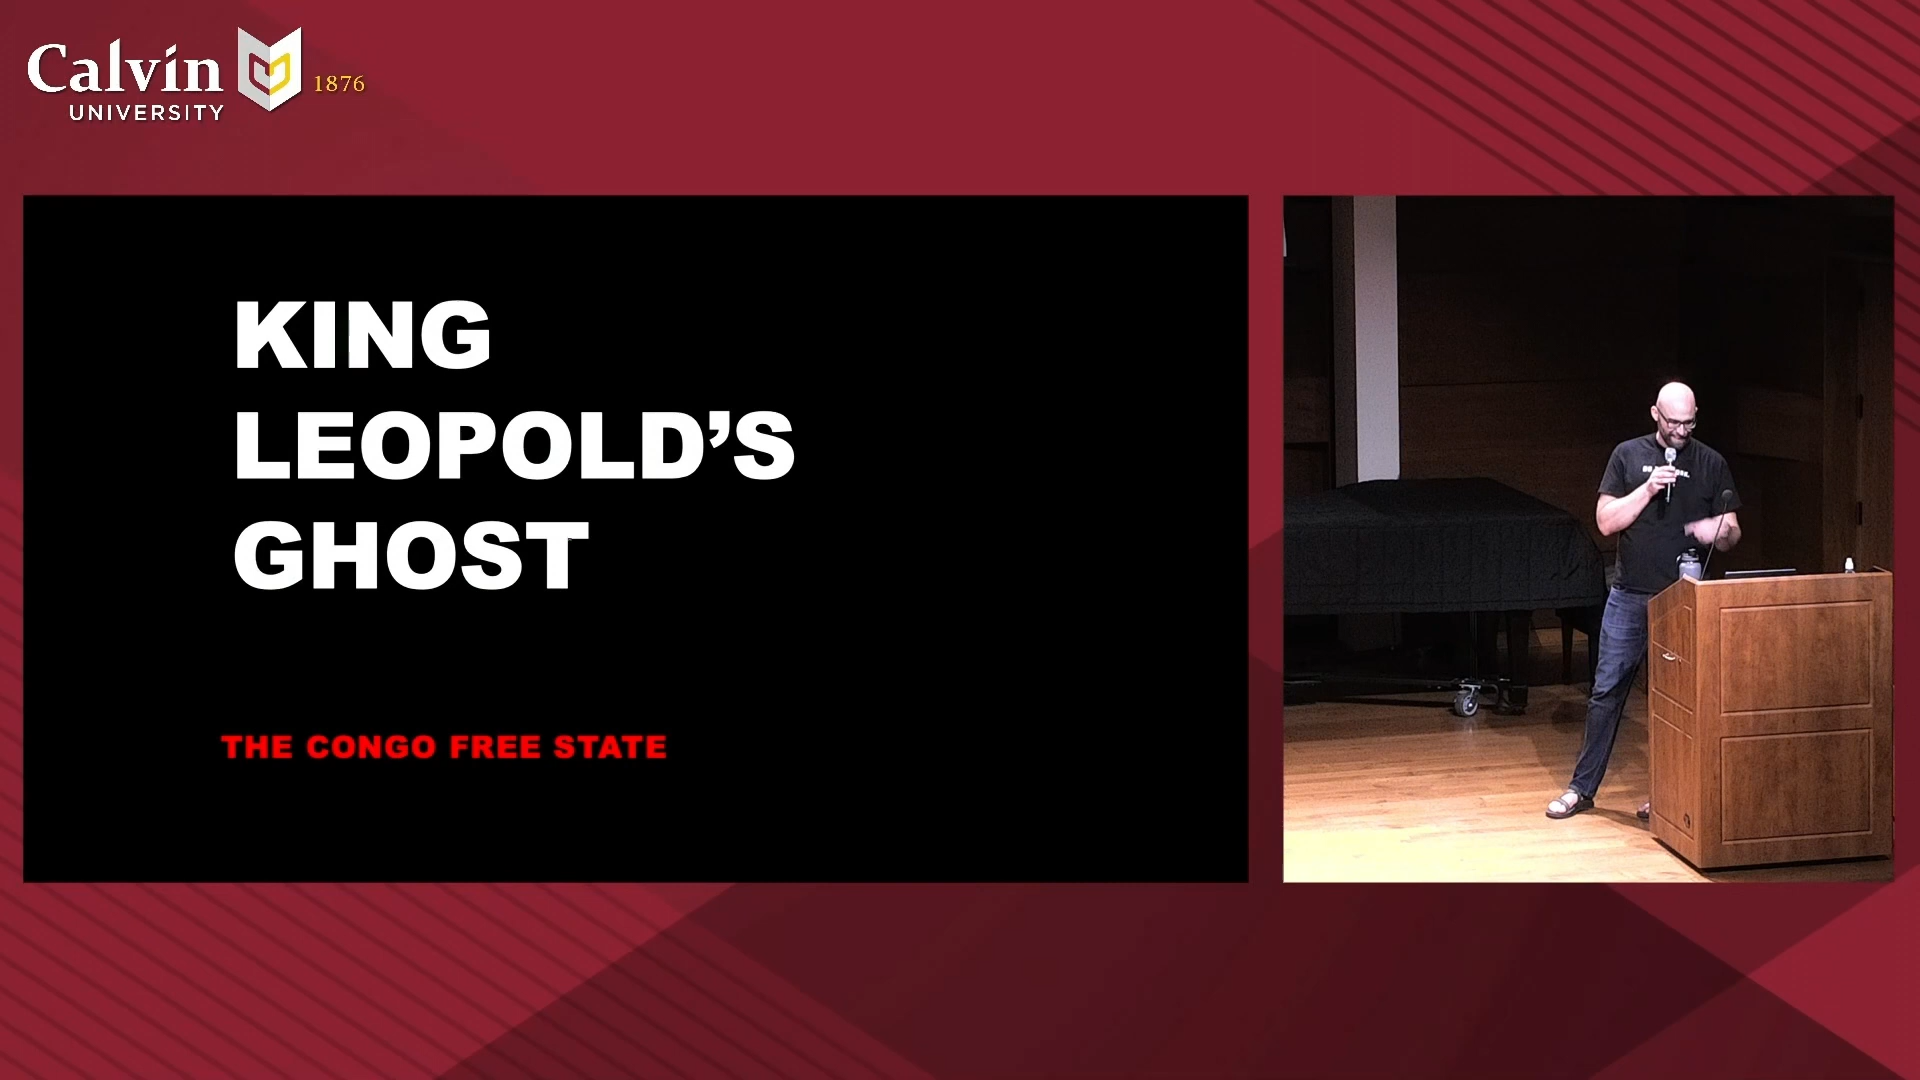 Calvin
UNIVERSITY
1876
KING
LEOPOLD’S
GHOST
THE CONGO FREE STATE